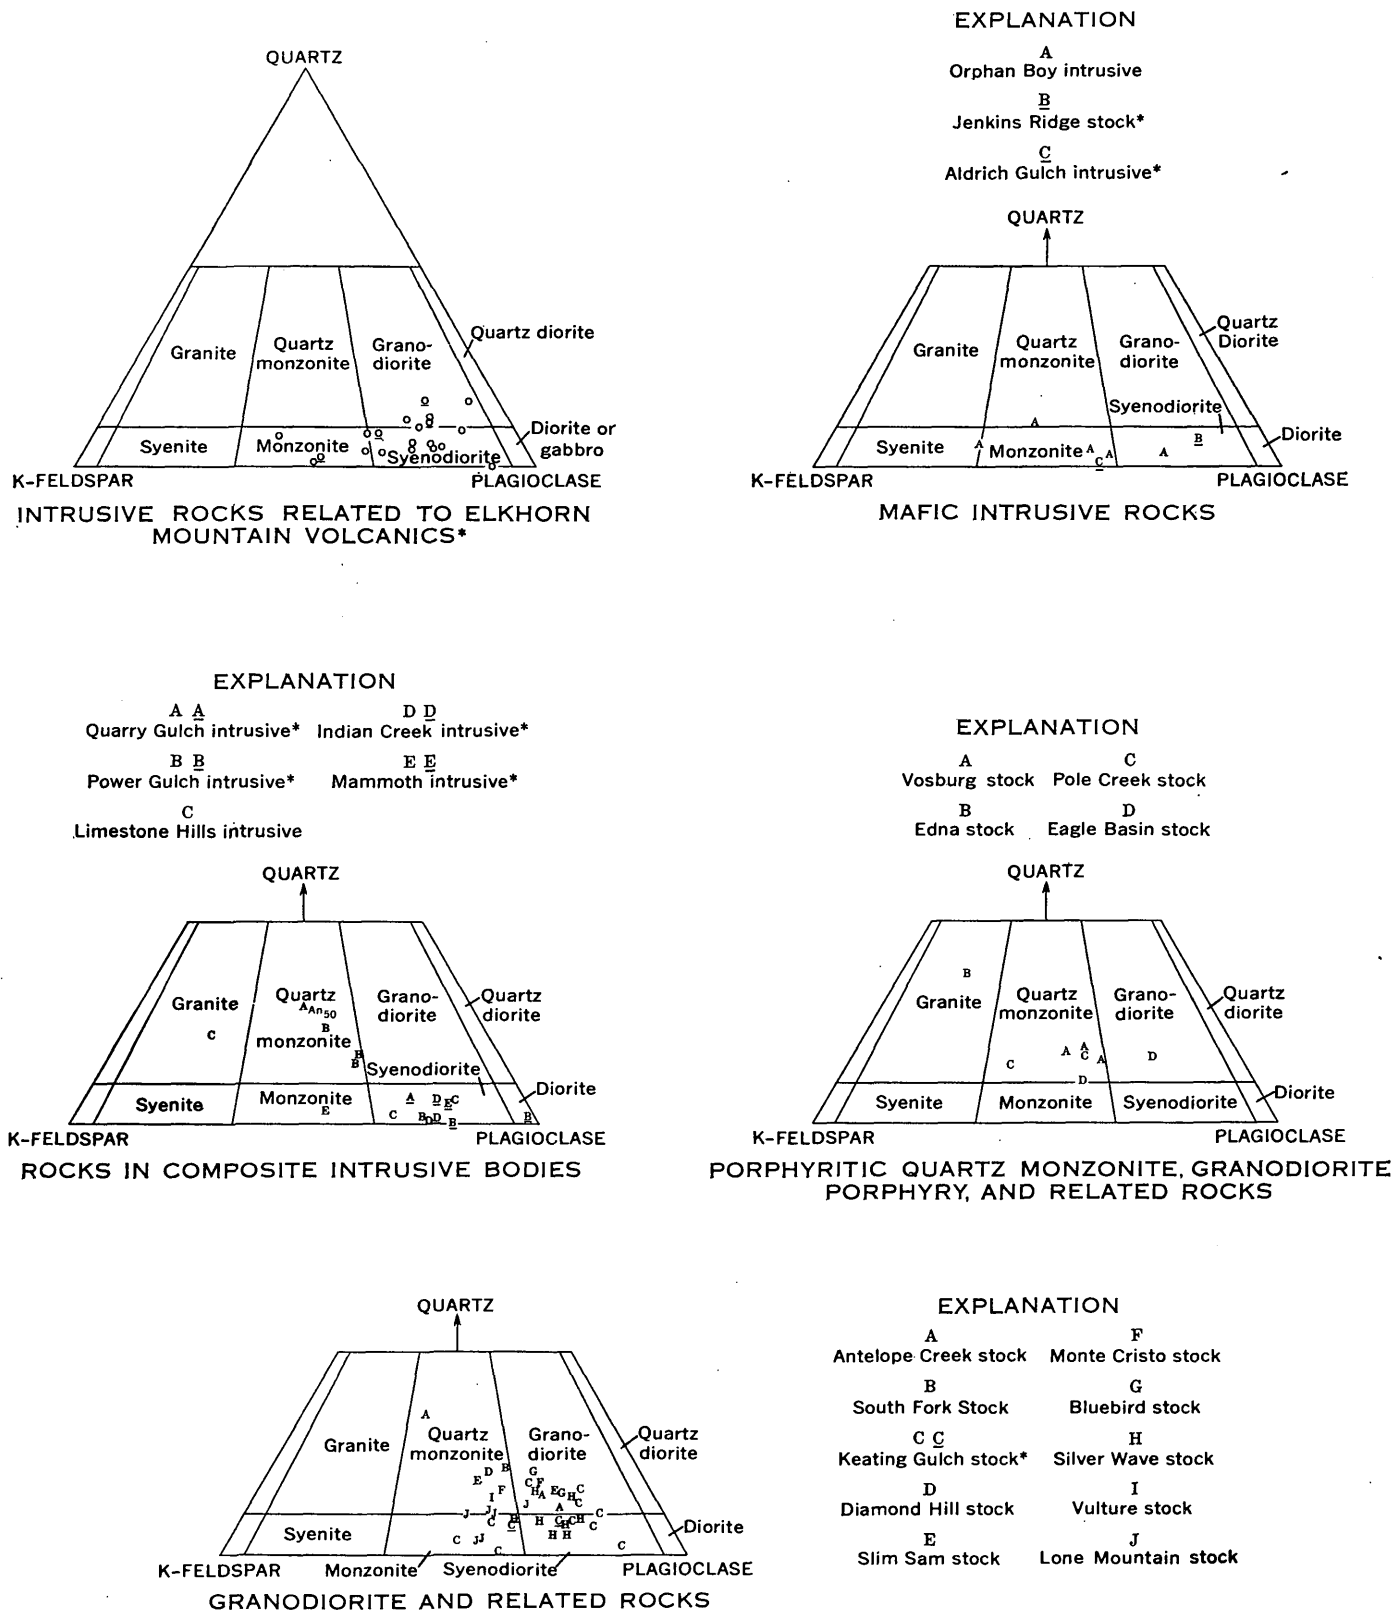 QUARTZ
Granite
Quartz
monzonite
Grano-
diorite
Quartz diorite
Syenite
Monzonite
Syenodiorite
Diorite or
gabbro
K-FELDSPAR
PLAGIOCLASE
INTRUSIVE ROCKS RELATED TO ELKHORN
MOUNTAIN VOLCANICS*
EXPLANATION
A
Orphan Boy intrusive
B
Jenkins Ridge stock*
C
Aldrich Gulch intrusive*
QUARTZ
Granite
Quartz
monzonite
Grano-
diorite
Quartz
Diorite
Syenodiorite
A
Syenite
A
Monzonite A
C
A
A
B
Diorite
K-FELDSPAR
PLAGIOCLASE
MAFIC INTRUSIVE ROCKS
EXPLANATION
A A
Quarry Gulch intrusive*
D D
Indian Creek intrusive*
B B
Power Gulch intrusive*
E E
Mammoth intrusive*
C
Limestone Hills intrusive
QUARTZ
Granite
C
Quartz
A An50
B
monzonite
B
B
Grano-
diorite
Quartz
diorite
Syenodiorite
Diorite
Syenite
Monzonite
E
A D E C
C B D D B
B
K-FELDSPAR
PLAGIOCLASE
ROCKS IN COMPOSITE INTRUSIVE BODIES
EXPLANATION
A
Vosburg stock
C
Pole Creek stock
B
Edna stock
D
Eagle Basin stock
QUARTZ
B
Granite
Quartz
monzonite
Grano-
diorite
Quartz
diorite
C
A A
C A
D
D
Diorite
Syenite
Monzonite
Syenodiorite
K-FELDSPAR
PLAGIOCLASE
PORPHYRITIC QUARTZ MONZONITE, GRANODIORITE
PORPHYRY, AND RELATED ROCKS
QUARTZ
A
Granite
Quartz
monzonite
Grano-
diorite
Quartz
diorite
D B G
E F C F
I H A E G H C
J J J J A C C
C C H H C H C H C
H H
Syenite
C J J
C
C
Diorite
K-FELDSPAR
Monzonite
Syenodiorite
PLAGIOCLASE
GRANODIORITE AND RELATED ROCKS
EXPLANATION
A
Antelope Creek stock
F
Monte Cristo stock
B
South Fork Stock
G
Bluebird stock
C C
Keating Gulch stock*
H
Silver Wave stock
D
Diamond Hill stock
I
Vulture stock
E
Slim Sam stock
J
Lone Mountain stock